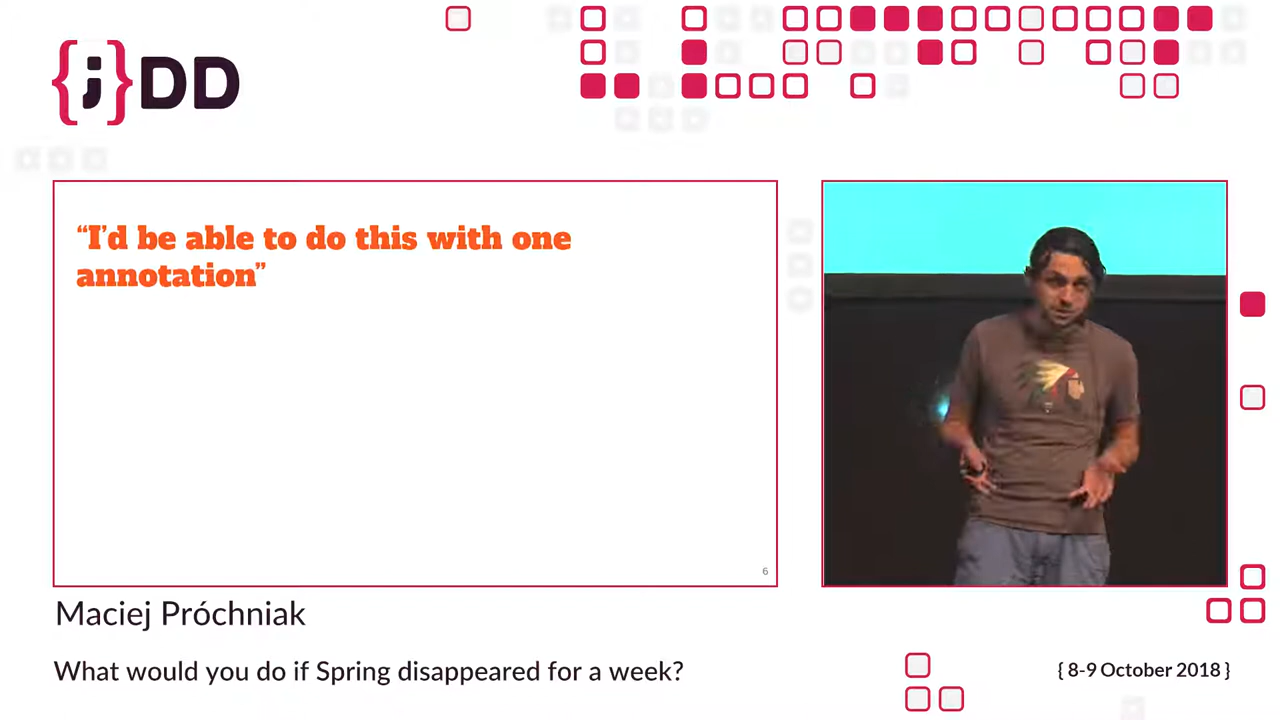 {j}DD
“I’d be able to do this with one
annotation”
6
Maciej Próchniak
What would you do if Spring disappeared for a week?
{ 8-9 October 2018 }